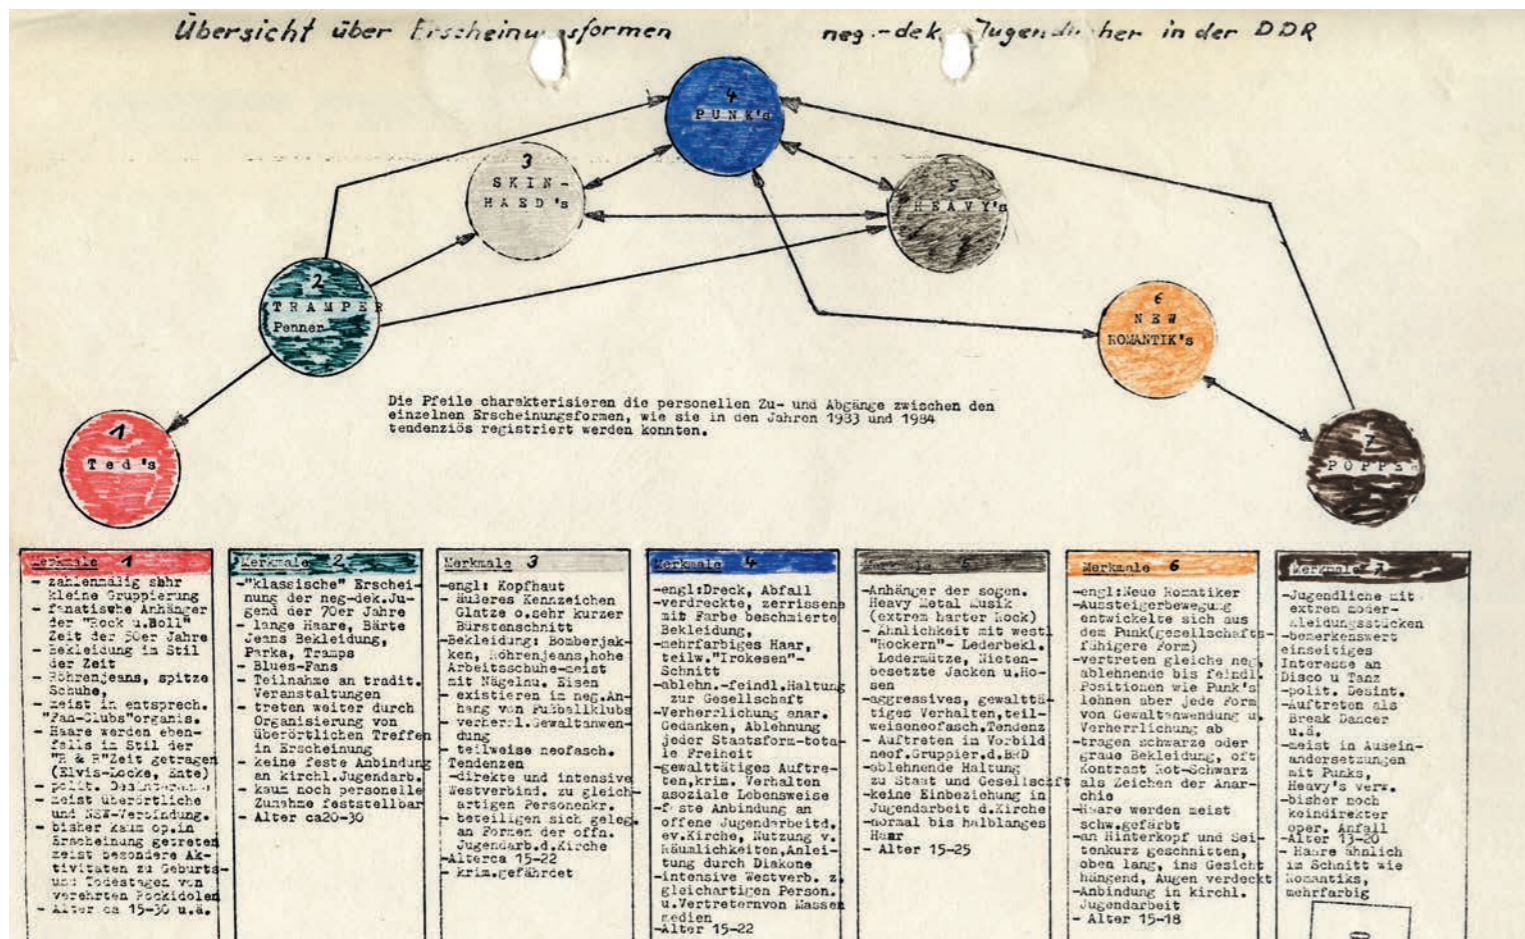 Übersicht über Erscheinungsformen neg.-dek. Jugendlicher in der DDR
4
PUNK's
3
SKIN-
HAED's
5
HEAVY's
2
TRAMPER
Penner
6
NEW
ROMANTIK's
Die Pfeile charakterisieren die personellen Zu- und Abgänge zwischen den
einzelnen Erscheinungsformen, wie sie in den Jahren 1983 und 1984
tendenziös registriert werden konnten.
1
Ted's
7
POPPER
Merkmale 1
- zahlenmäßig sehr
kleine Gruppierung
- fanatische Anhänger
der "Rock u.Roll"
Zeit der 50er Jahre
- Bekleidung im Stil
der Zeit
- Röhrenjeans, spitze
Schuhe,
- meist in entsprech.
"Fan-Clubs"organis.
- Haare werden eben-
falls im Stil der
"R & R"Zeit getragen
(Elvis-Locke, Ente)
- polit. Desinteresse
- meist überörtliche
und NSW-Verbindung.
- bisher kaum op.in
Erscheinung getreten
meist besondere Ak-
tivitäten zu Geburts-
und Todestagen von
verehrten Rockidolen
- Alter ca 15-30 u.ä.
Merkmale 2
-"klassische" Erschei-
nung der neg-dek.Ju-
gend der 70er Jahre
- lange Haare, Bärte
Jeans Bekleidung,
Parka, Tramps
- Blues-Fans
- Teilnahme an tradit.
Veranstaltungen
- treten weiter durch
Organisierung von
überörtlichen Treffen
in Erscheinung
- keine feste Anbindung
an kirchl.Jugendarb.
- kaum noch personelle
Zunahme feststellbar
- Alter ca20-30
Merkmale 3
-engl: Kopfhaut
- äußeres Kennzeichen
Glatze o.sehr kurzer
Bürstenschnitt
-Bekleidung: Bomberjak-
ken, Röhrenjeans,hohe
Arbeitsschuhe-meist
mit Nägelnu. Eisen
- existieren im neg.An-
hang von Fußballklubs
- verherrl.Gewaltanwen-
dung
- teilweise neofasch.
Tendenzen
-direkte und intensive
Westverbind. zu gleich-
artigen Personenkr.
- beteiligen sich geleg.
an Formen der offn.
Jugendarb.d.Kirche
-Alterca 15-22
- krim.gefährdet
Merkmale 4
-engl:Dreck, Abfall
-verdreckte, zerrissene
mit Farbe beschmierte
Bekleidung,
-mehrfarbiges Haar,
teilw."Irokesen"-
Schnitt
-ablehn.-feindl.Haltung
zur Gesellschaft
-Verherrlichung anar.
Gedanken, Ablehnung
jeder Staatsform-tota-
le Freiheit
-gewalttätiges Auftre-
ten,krim. Verhalten
asoziale Lebensweise
-feste Anbindung an
offene Jugendarbeitd.
ev.Kirche, Nutzung v.
Räumlichkeiten,Anlei-
tung durch Diakone
-intensive Westverb. z.
gleichartigen Person.
u.Vertreternvon Massen
medien
-Alter 15-22
Merkmale 5
-Anhänger der sogen.
Heavy Metal Musik
(extrem harter Rock)
- Ähnlichkeit mit westl
"Rockern"- Lederbekl.
Ledermütze, Nieten-
besetzte Jacken u.Ho-
sen
-aggressives, gewalttä-
tiges Verhalten,teil-
weiseneofasch.Tendenz
- Auftreten im Vorbild
neof.Gruppier.d.BRD
-ablehnende Haltung
zu Staat und Gesellschaft
-keine Einbeziehung in
Jugendarbeit d.Kirche
-normal bis halblanges
Haar
- Alter 15-25
Merkmale 6
-engl:Neue Romatiker
-Aussteigerbewegung
entwickelte sich aus
dem Punk(gesellschafts-
fähigere Form)
-vertreten gleiche neg,
ablehnende bis feindl.
Positionen wie Punk's
lehnen aber jede Form
von Gewaltanwendung u.
Verherrlichung ab
-tragen schwarze oder
graue Bekleidung, oft
Kontrast Rot-Schwarz
als Zeichen der Anar-
chie
-Haare werden meist
schw.gefärbt
-an Hinterkopf und Sei-
tenkurz geschnitten,
oben lang, ins Gesicht
hängend, Augen verdeckt
-Anbindung in kirchl.
Jugendarbeit
- Alter 15-18
Merkmale 7
-Jugendliche mit
extrem moder-
kleidungsstücken
-bemerkenswert
einseitiges
Interesse an
Disco u Tanz
-polit. Desint.
-Auftreten als
Break Dancer
u.ä.
-meist in Ausein-
andersetzungen
mit Punks,
Heavy's verw.
-bisher noch
keindirekter
oper. Anfall
-Alter 13-20
- Haare ähnlich
im Schnitt wie
Romantiks,
mehrfarbig